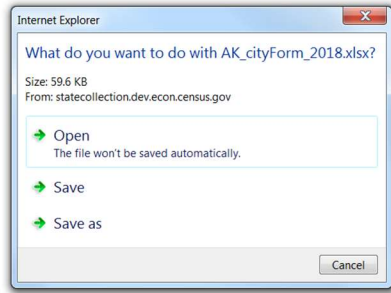 Internet Explorer
What do you want to do with AK_cityForm_2018.xlsx?
Size: 59.6 KB
From: statecollection.dev.econ.census.gov
Open
The file won't be saved automatically.
Save
Save as
Cancel